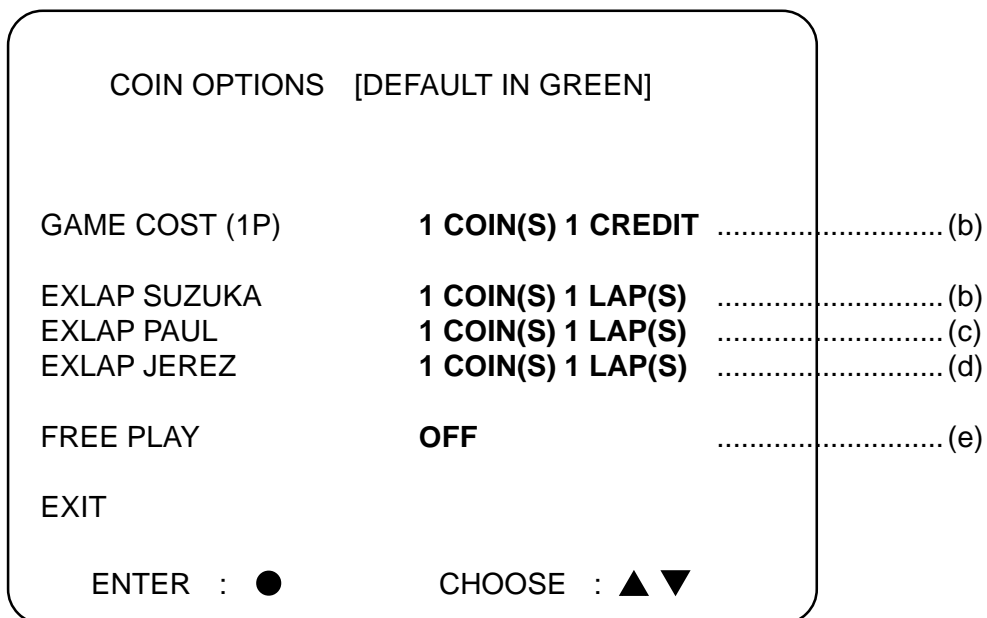 COIN OPTIONS [DEFAULT IN GREEN]
GAME COST (1P) 1 COIN(S) 1 CREDIT ............................(b)
EXLAP SUZUKA 1 COIN(S) 1 LAP(S) ............................(b)
EXLAP PAUL 1 COIN(S) 1 LAP(S) ............................(c)
EXLAP JEREZ 1 COIN(S) 1 LAP(S) ............................(d)
FREE PLAY OFF ............................(e)
EXIT
ENTER : ● CHOOSE : ▲▼